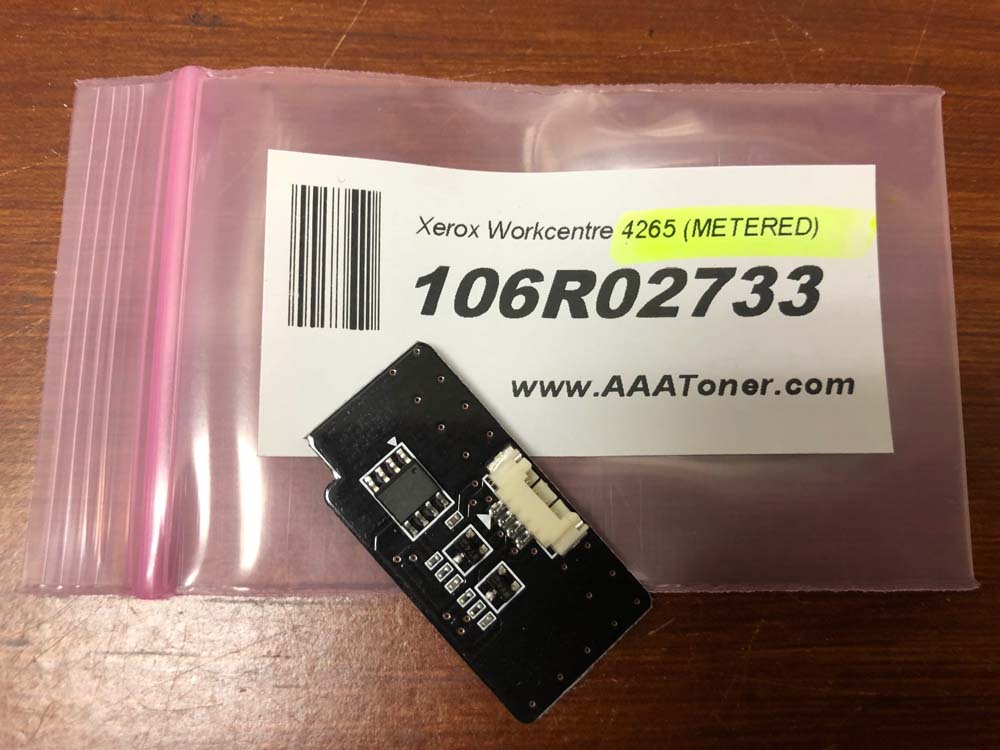 Xerox Workcentre 4265 (METERED)
106R02733
www.AAAToner.com